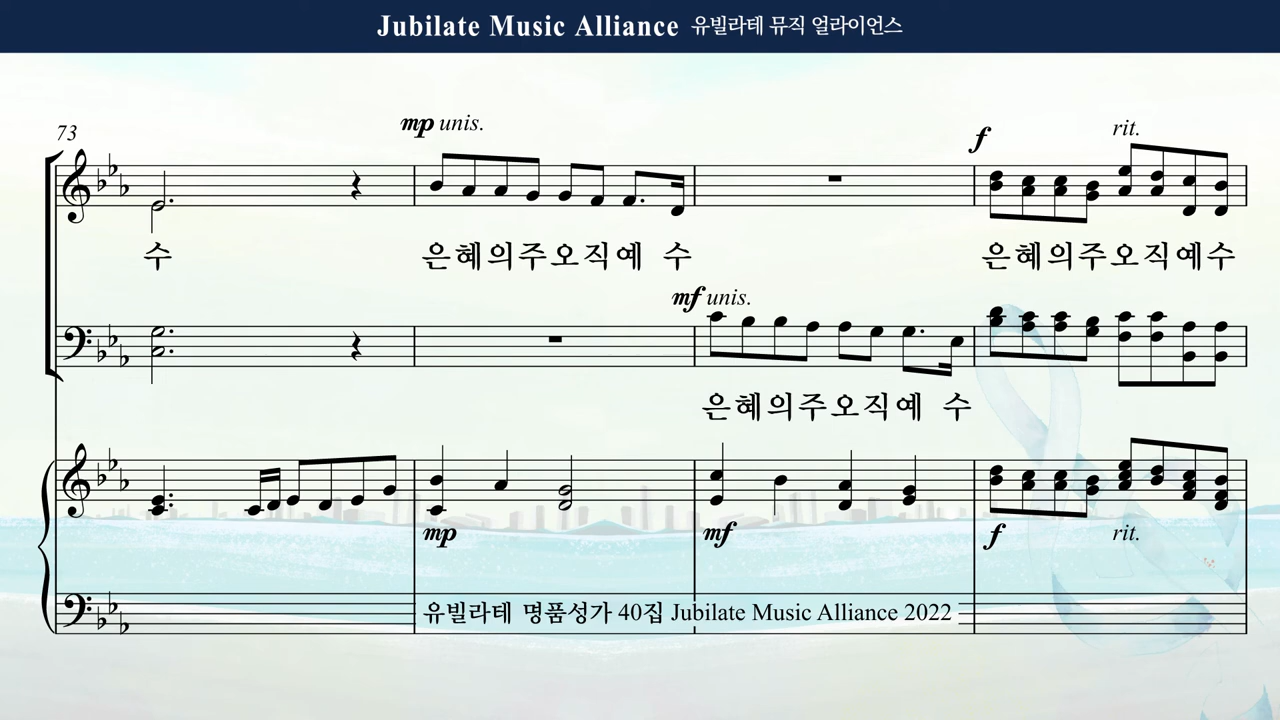 Jubilate Music Alliance 유빌라테 뮤직 얼라이언스
mp unis.
73
f
rit.
수 은혜의주오직예 수 은혜의주오직예수
mf unis.
은혜의주오직예 수
mp mf f rit.
유빌라테 명품성가 40집 Jubilate Music Alliance 2022